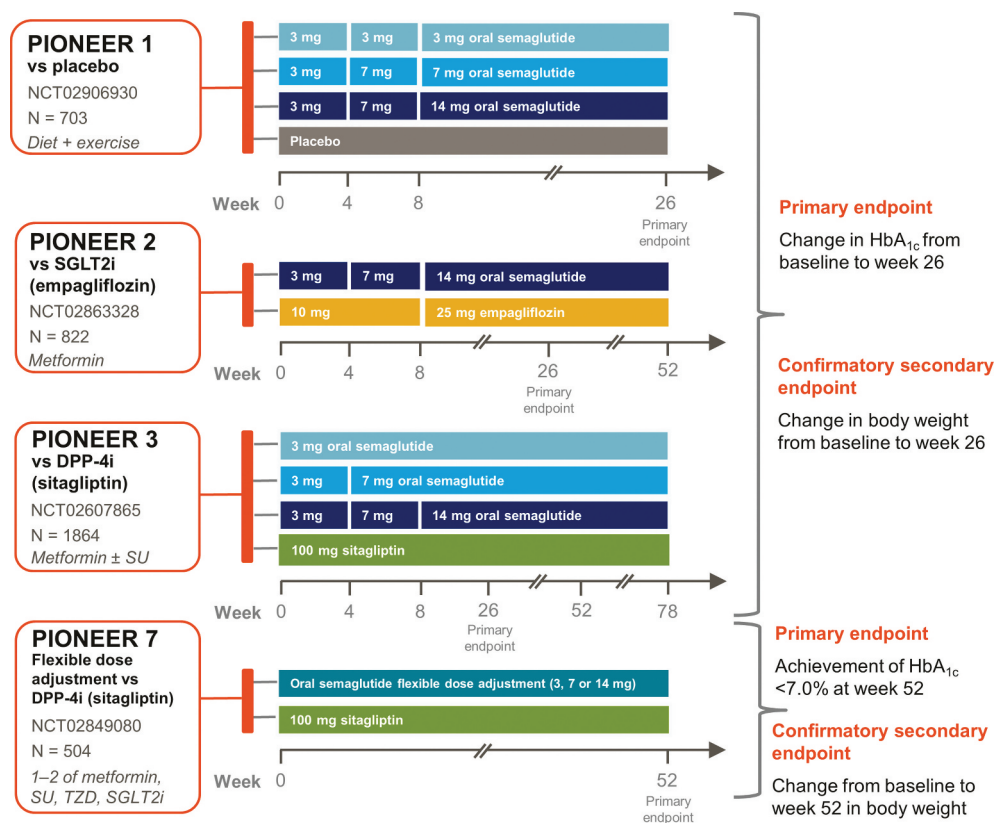 PIONEER 1
vs placebo
NCT02906930
N = 703
Diet + exercise
3 mg 3 mg 3 mg oral semaglutide
3 mg 7 mg 7 mg oral semaglutide
3 mg 7 mg 14 mg oral semaglutide
Placebo
Week 0 4 8 26
Primary
endpoint
PIONEER 2
vs SGLT2i
(empagliflozin)
NCT02863328
N = 822
Metformin
3 mg 7 mg 14 mg oral semaglutide
10 mg 25 mg empagliflozin
Week 0 4 8 26 52
Primary
endpoint
PIONEER 3
vs DPP-4i
(sitagliptin)
NCT02607865
N = 1864
Metformin ± SU
3 mg oral semaglutide
3 mg 7 mg oral semaglutide
3 mg 7 mg 14 mg oral semaglutide
100 mg sitagliptin
Week 0 4 8 26 52 78
Primary
endpoint
Primary endpoint
Change in HbA1c from
baseline to week 26
Confirmatory secondary
endpoint
Change in body weight
from baseline to week 26
PIONEER 7
Flexible dose
adjustment vs
DPP-4i (sitagliptin)
NCT02849080
N = 504
1–2 of metformin,
SU, TZD, SGLT2i
Oral semaglutide flexible dose adjustment (3, 7 or 14 mg)
100 mg sitagliptin
0 52
Primary
endpoint
Primary endpoint
Achievement of HbA1c
<7.0% at week 52
Confirmatory secondary
endpoint
Change from baseline to
week 52 in body weight